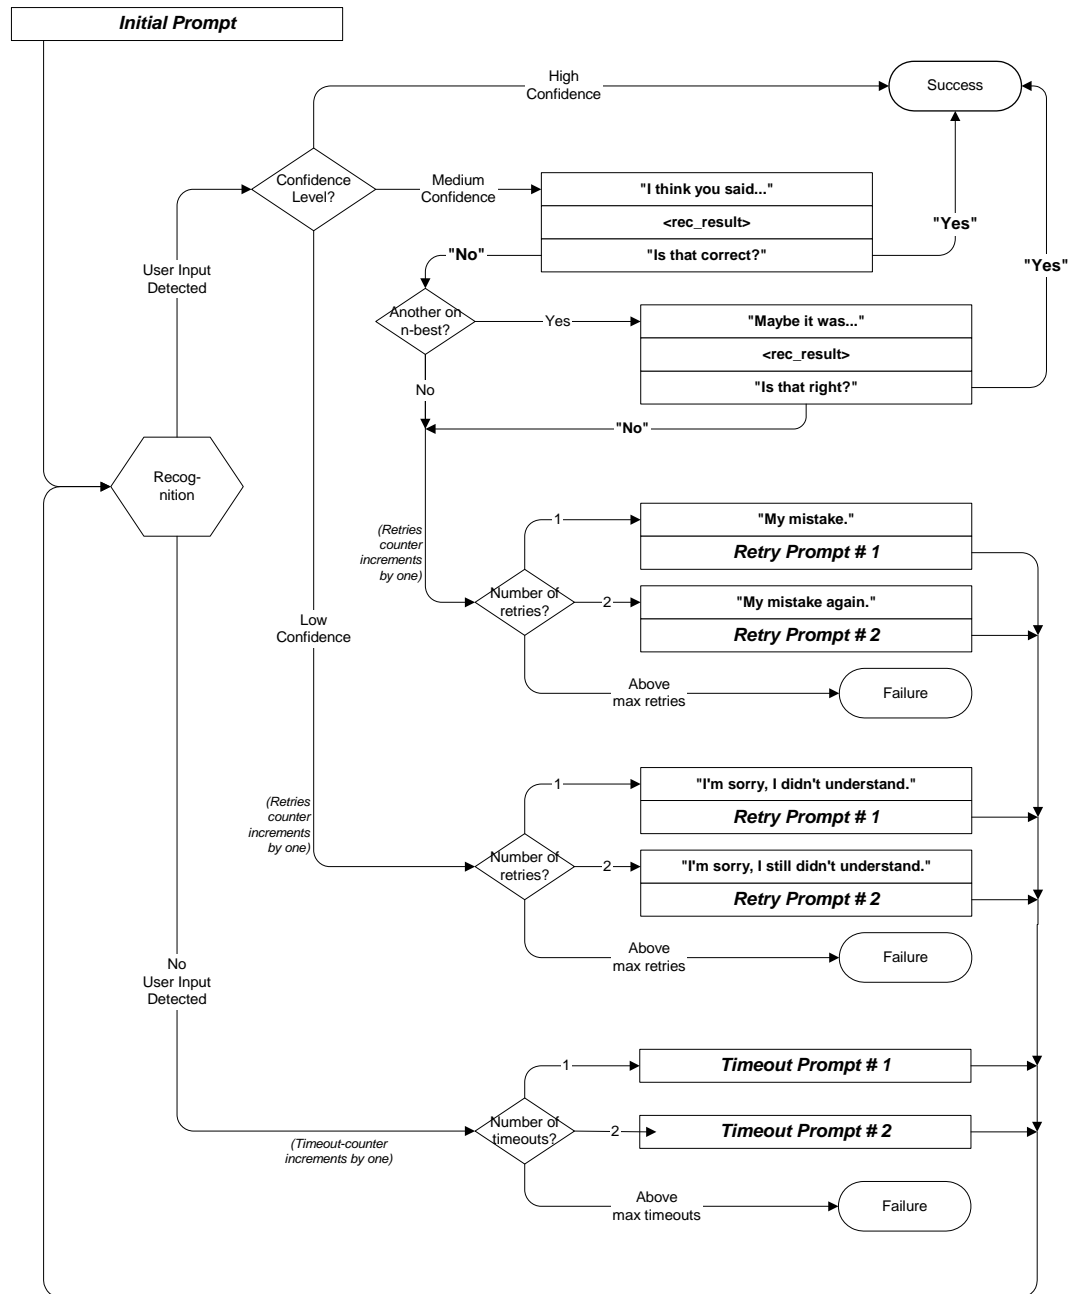 Initial Prompt
High
Confidence
Success
Confidence
Level?
Medium
Confidence
"I think you said..."
<rec_result>
"Is that correct?"
"Yes"
"No"
"Yes"
User Input
Detected
Another on
n-best?
Yes
"Maybe it was..."
<rec_result>
"Is that right?"
No
"No"
Recog-
nition
(Retries
counter
increments
by one)
1
"My mistake."
Retry Prompt # 1
Number of
retries?
2
"My mistake again."
Retry Prompt # 2
Low
Confidence
Above
max retries
Failure
(Retries
counter
increments
by one)
1
"I'm sorry, I didn't understand."
Retry Prompt # 1
Number of
retries?
2
"I'm sorry, I still didn't understand."
Retry Prompt # 2
Above
max retries
Failure
No
User Input
Detected
1
Timeout Prompt # 1
Number of
timeouts?
2
Timeout Prompt # 2
(Timeout-counter
increments by one)
Above
max timeouts
Failure